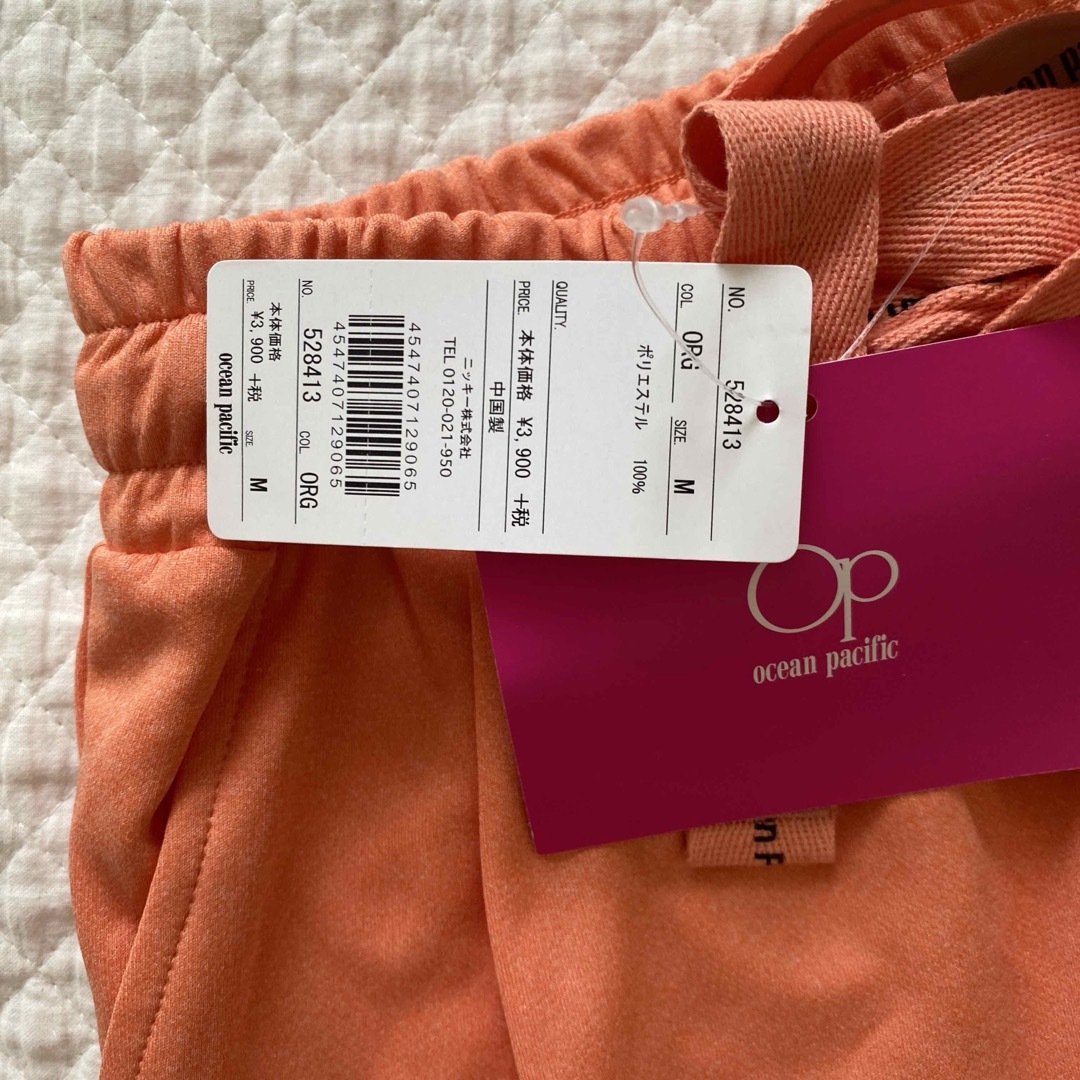 NO. 528413
COL ORG SIZE. M
ポリエステル 100%
QUALITY.
PRICE. 本体価格 ¥3,900 +税
中国製
ニッキー株式会社
TEL 0120-021-950
4547407129065
4547407129065
NO. 528413 COL ORG
本体価格
PRICE. ¥3,900 +税 SIZE. M
ocean pacific
Op
ocean pacific